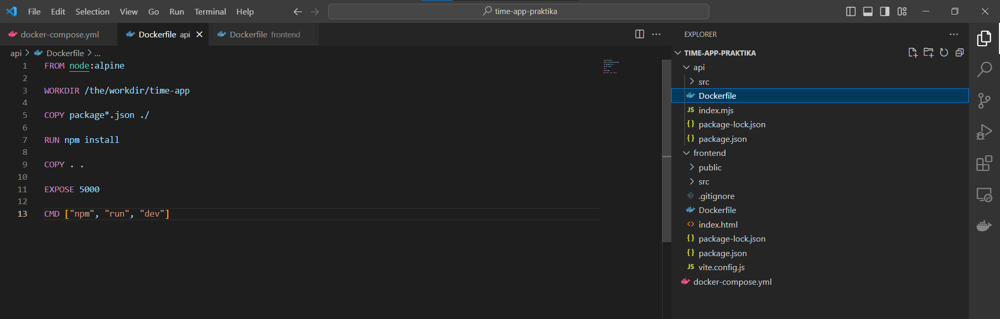 File Edit Selection View Go Run Terminal Help time-app-praktika
docker-compose.yml Dockerfile api Dockerfile frontend
api > Dockerfile > ...
1 FROM node:alpine
2
3 WORKDIR /the/workdir/time-app
4
5 COPY package*.json ./
6
7 RUN npm install
8
9 COPY . .
10
11 EXPOSE 5000
12
13 CMD ["npm", "run", "dev"]
EXPLORER
TIME-APP-PRAKTIKA
api
src
Dockerfile
JS index.mjs
{} package-lock.json
{} package.json
frontend
public
src
.gitignore
Dockerfile
<> index.html
{} package-lock.json
{} package.json
JS vite.config.js
docker-compose.yml